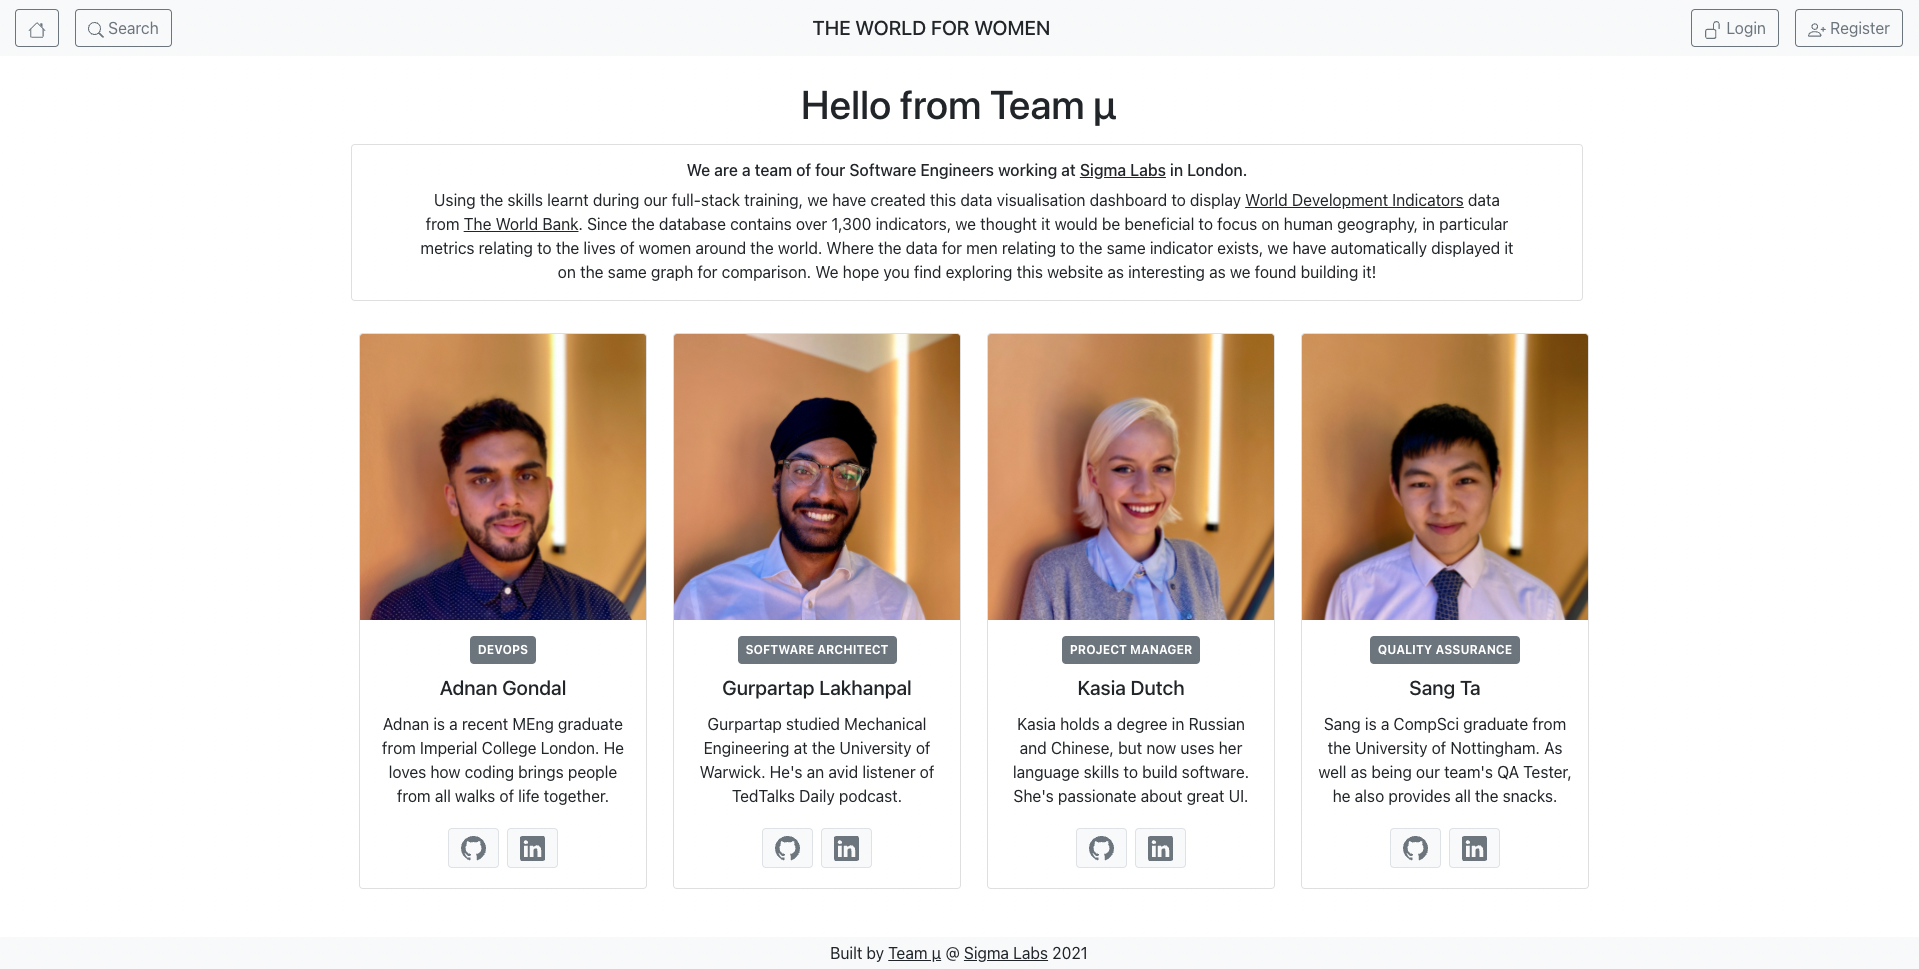 Search
THE WORLD FOR WOMEN
Login
Register
Hello from Team μ
We are a team of four Software Engineers working at Sigma Labs in London.
Using the skills learnt during our full-stack training, we have created this data visualisation dashboard to display World Development Indicators data
from The World Bank. Since the database contains over 1,300 indicators, we thought it would be beneficial to focus on human geography, in particular
metrics relating to the lives of women around the world. Where the data for men relating to the same indicator exists, we have automatically displayed it
on the same graph for comparison. We hope you find exploring this website as interesting as we found building it!
DEVOPS
Adnan Gondal
Adnan is a recent MEng graduate
from Imperial College London. He
loves how coding brings people
from all walks of life together.
in
SOFTWARE ARCHITECT
Gurpartap Lakhanpal
Gurpartap studied Mechanical
Engineering at the University of
Warwick. He's an avid listener of
TedTalks Daily podcast.
in
PROJECT MANAGER
Kasia Dutch
Kasia holds a degree in Russian
and Chinese, but now uses her
language skills to build software.
She's passionate about great UI.
in
QUALITY ASSURANCE
Sang Ta
Sang is a CompSci graduate from
the University of Nottingham. As
well as being our team's QA Tester,
he also provides all the snacks.
in
Built by Team μ @ Sigma Labs 2021